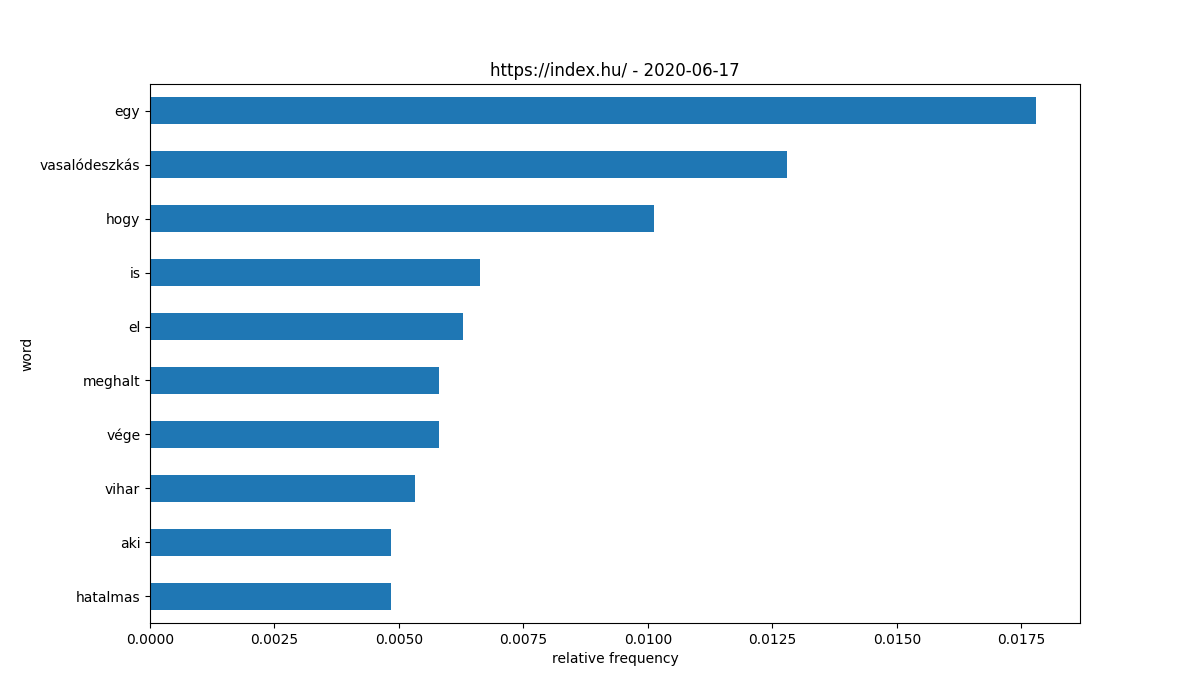 https://index.hu/ - 2020-06-17
egy
vasalódeszkás
hogy
is
el
meghalt
vége
vihar
aki
hatalmas
word
0.0000 0.0025 0.0050 0.0075 0.0100 0.0125 0.0150 0.0175
relative frequency